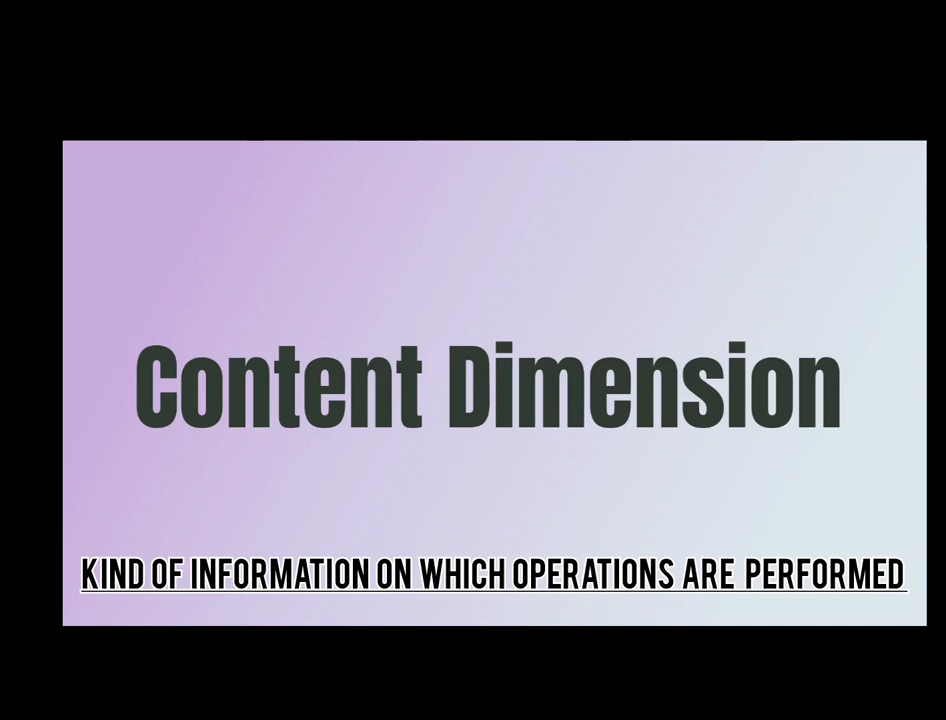 Content Dimension
KIND OF INFORMATION ON WHICH OPERATIONS ARE PERFORMED